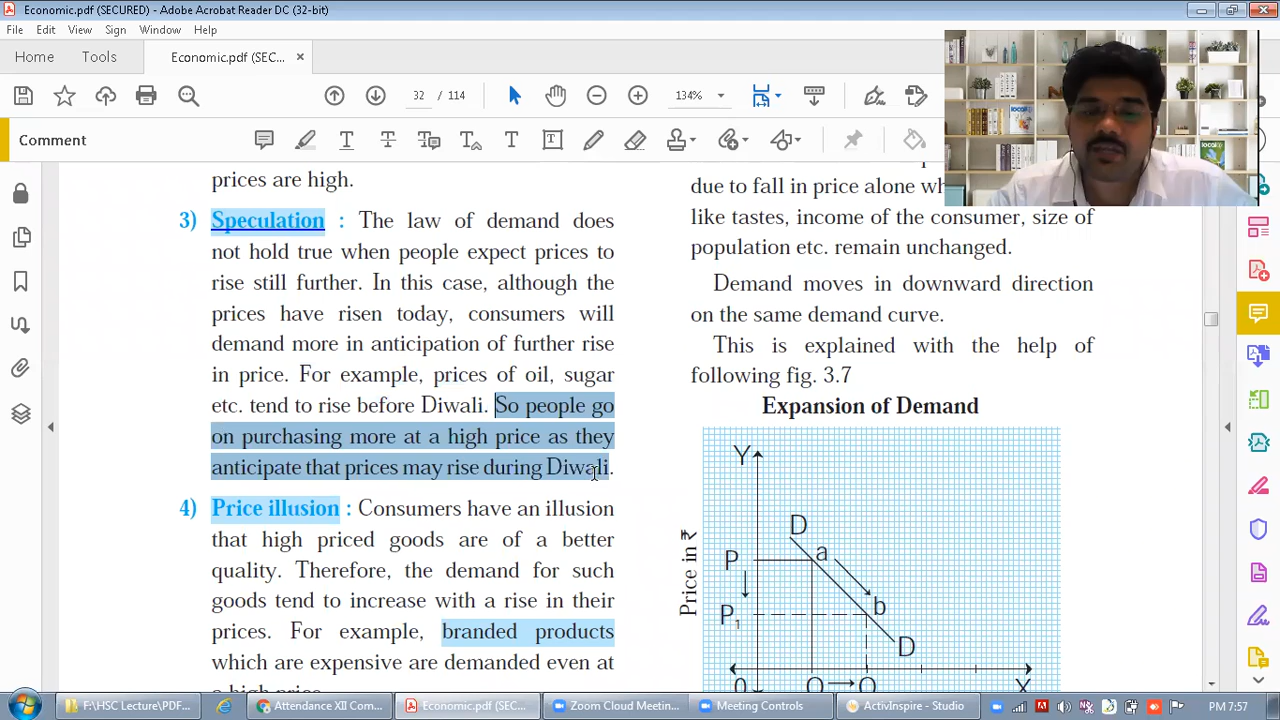 Economic.pdf (SECURED) - Adobe Acrobat Reader DC (32-bit)
File Edit View Sign Window Help
Home Tools Economic.pdf (SEC... ×
32 / 114 134%
Comment
prices are high.
3) Speculation : The law of demand does
not hold true when people expect prices to
rise still further. In this case, although the
prices have risen today, consumers will
demand more in anticipation of further rise
in price. For example, prices of oil, sugar
etc. tend to rise before Diwali. So people go
on purchasing more at a high price as they
anticipate that prices may rise during Diwali.
4) Price illusion : Consumers have an illusion
that high priced goods are of a better
quality. Therefore, the demand for such
goods tend to increase with a rise in their
prices. For example, branded products
which are expensive are demanded even at
a high price.
due to fall in price alone
like tastes, income of the consumer, size of
population etc. remain unchanged.
Demand moves in downward direction
on the same demand curve.
This is explained with the help of
following fig. 3.7
Expansion of Demand
Y
D
a
P
b
P1
D
Price in ₹
0 X
F:\HSC Lecture\PDF... Attendance XII Com... Economic.pdf (SEC... Zoom Cloud Meetin... Meeting Controls ActivInspire - Studio PM 7:57